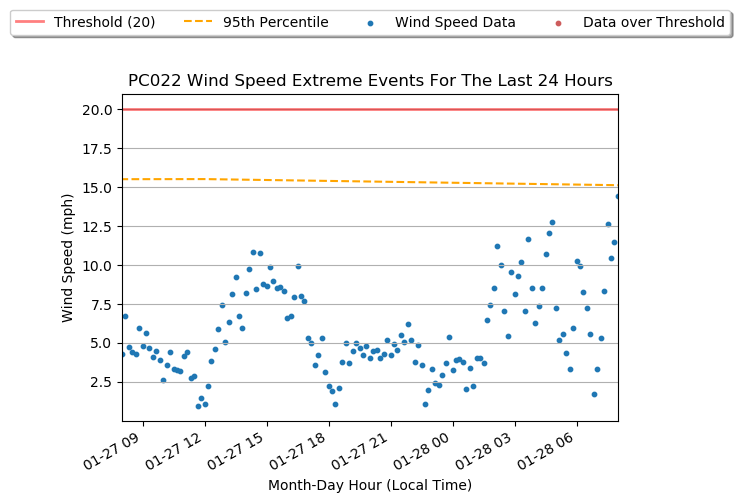 Threshold (20) 95th Percentile Wind Speed Data Data over Threshold
PC022 Wind Speed Extreme Events For The Last 24 Hours
20.0
17.5
15.0
12.5
10.0
7.5
5.0
2.5
Wind Speed (mph)
01-27 09 01-27 12 01-27 15 01-27 18 01-27 21 01-28 00 01-28 03 01-28 06
Month-Day Hour (Local Time)